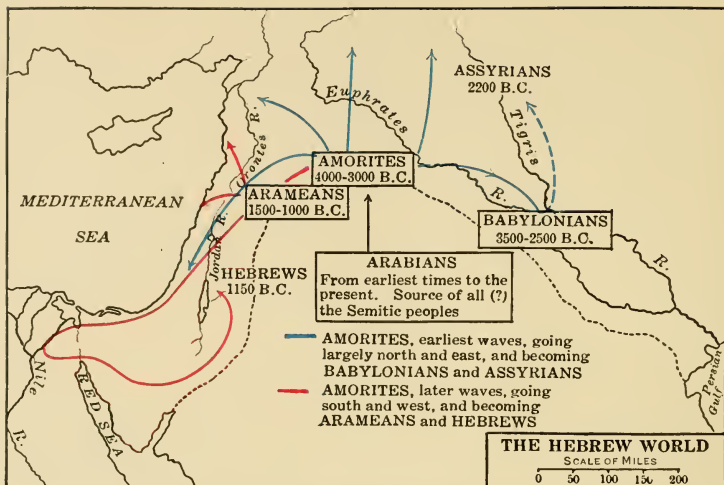 ASSYRIANS
2200 B.C.
Euphrates
R.
Tigris
R.
Orontes R.
AMORITES
4000-3000 B.C.
MEDITERRANEAN
SEA
ARAMEANS
1500-1000 B.C.
BABYLONIANS
3500-2500 B.C.
Jordan R.
HEBREWS
1150 B.C.
ARABIANS
From earliest times to the
present. Source of all (?)
the Semitic peoples
AMORITES, earliest waves, going
largely north and east, and becoming
BABYLONIANS and ASSYRIANS
AMORITES, later waves, going
south and west, and becoming
ARAMEANS and HEBREWS
Nile
R.
RED SEA
Persian
Gulf
THE HEBREW WORLD
SCALE OF MILES
0 50 100 150 200